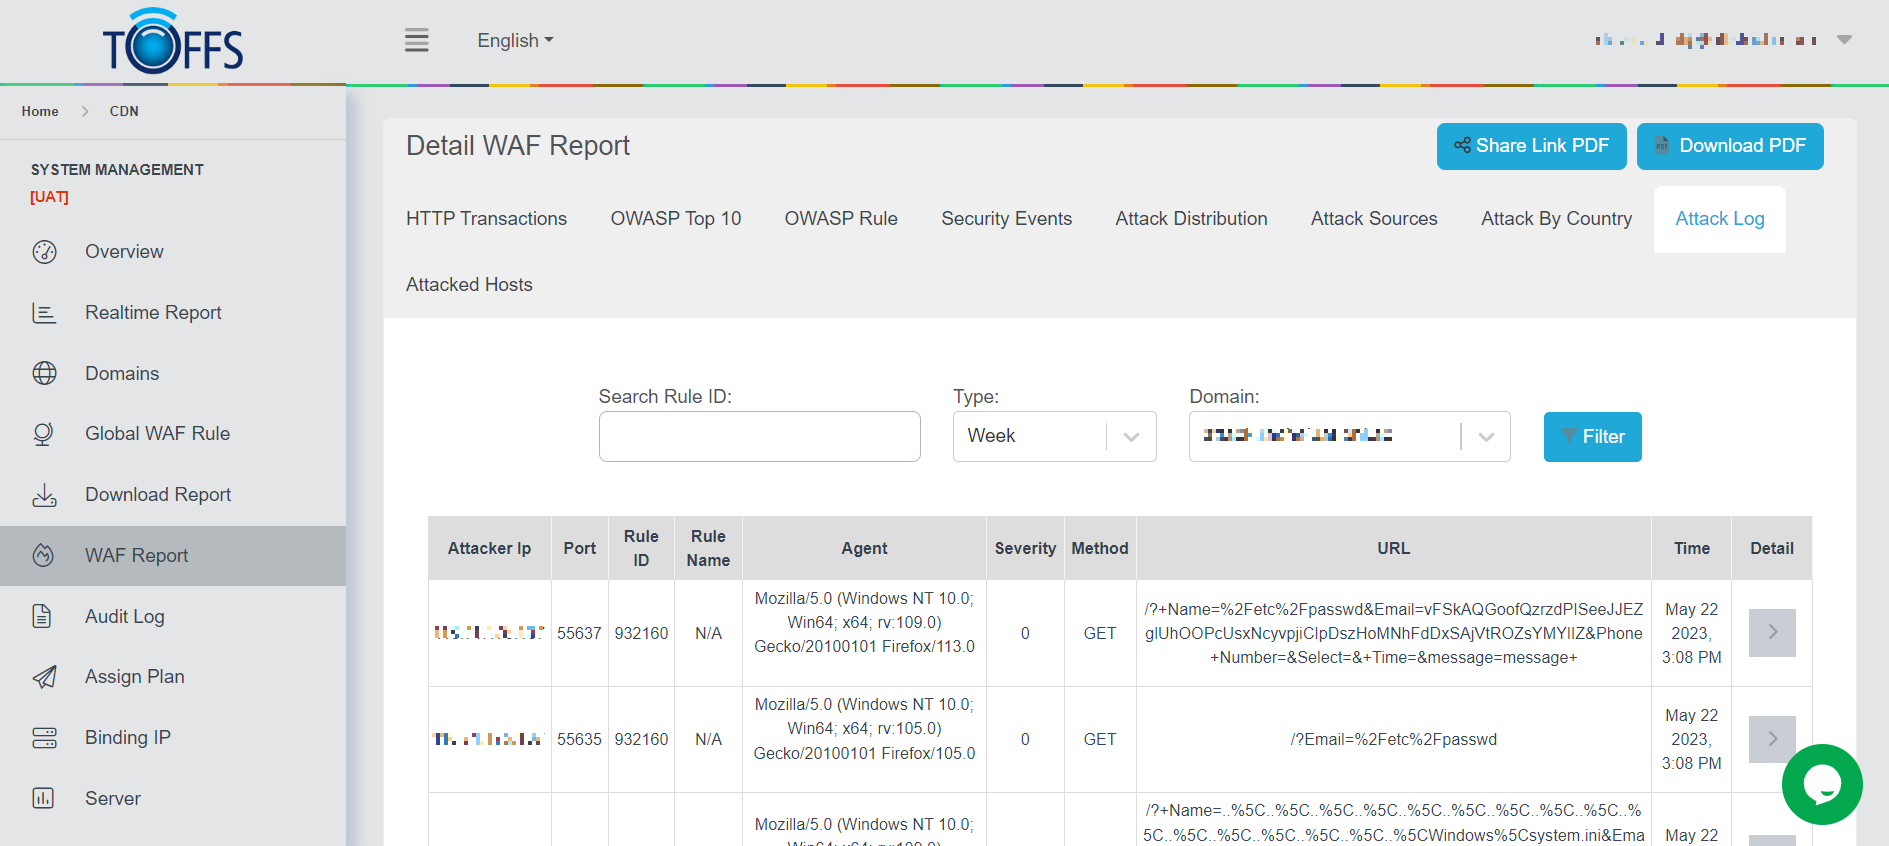 TOFFS
English
Home > CDN
SYSTEM MANAGEMENT
[UAT]
Overview
Realtime Report
Domains
Global WAF Rule
Download Report
WAF Report
Audit Log
Assign Plan
Binding IP
Server
Detail WAF Report
Share Link PDF
PDF Download PDF
HTTP Transactions OWASP Top 10 OWASP Rule Security Events Attack Distribution Attack Sources Attack By Country Attack Log
Attacked Hosts
Search Rule ID: Type: Domain:
Week Filter
Attacker Ip Port Rule ID Rule Name Agent Severity Method URL Time Detail
55637 932160 N/A
Mozilla/5.0 (Windows NT 10.0;
Win64; x64; rv:109.0)
Gecko/20100101 Firefox/113.0
0 GET
/?+Name=%2Fetc%2Fpasswd&Email=vFSkAQGoofQzrzdPISeeJJEZ
glUhOOPcUsxNcyvpjiClpDszHoMNhFdDxSAjVtROZsYMYllZ&Phone
+Number=&Select=&+Time=&message=message+
May 22
2023,
3:08 PM
55635 932160 N/A
Mozilla/5.0 (Windows NT 10.0;
Win64; x64; rv:105.0)
Gecko/20100101 Firefox/105.0
0 GET
/?Email=%2Fetc%2Fpasswd
May 22
2023,
3:08 PM
Mozilla/5.0 (Windows NT 10.0;
Win64; x64; rv:109.0)
/?+Name=..%5C..%5C..%5C..%5C..%5C..%5C..%5C..%5C..%5C..%
5C..%5C..%5C..%5C..%5C..%5C..%5CWindows%5Csystem.ini&Ema
May 22